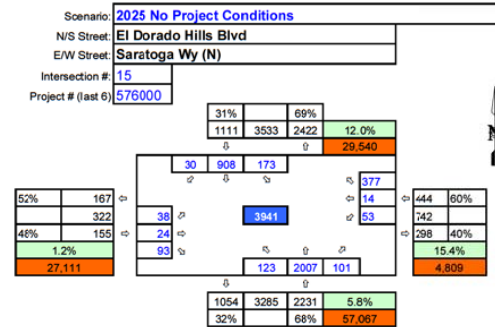 Scenario: 2025 No Project Conditions
N/S Street: El Dorado Hills Blvd
E/W Street: Saratoga Wy (N)
Intersection #: 15
Project # (last 6) 576000
31% 69%
1111 3533 2422 12.0%
29,540
30 908 173
377
52% 167 14 444 60%
322 38 3941 53 742
48% 155 24 298 40%
1.2% 93 15.4%
27,111 123 2007 101 4,809
1054 3285 2231 5.8%
32% 68% 57,067